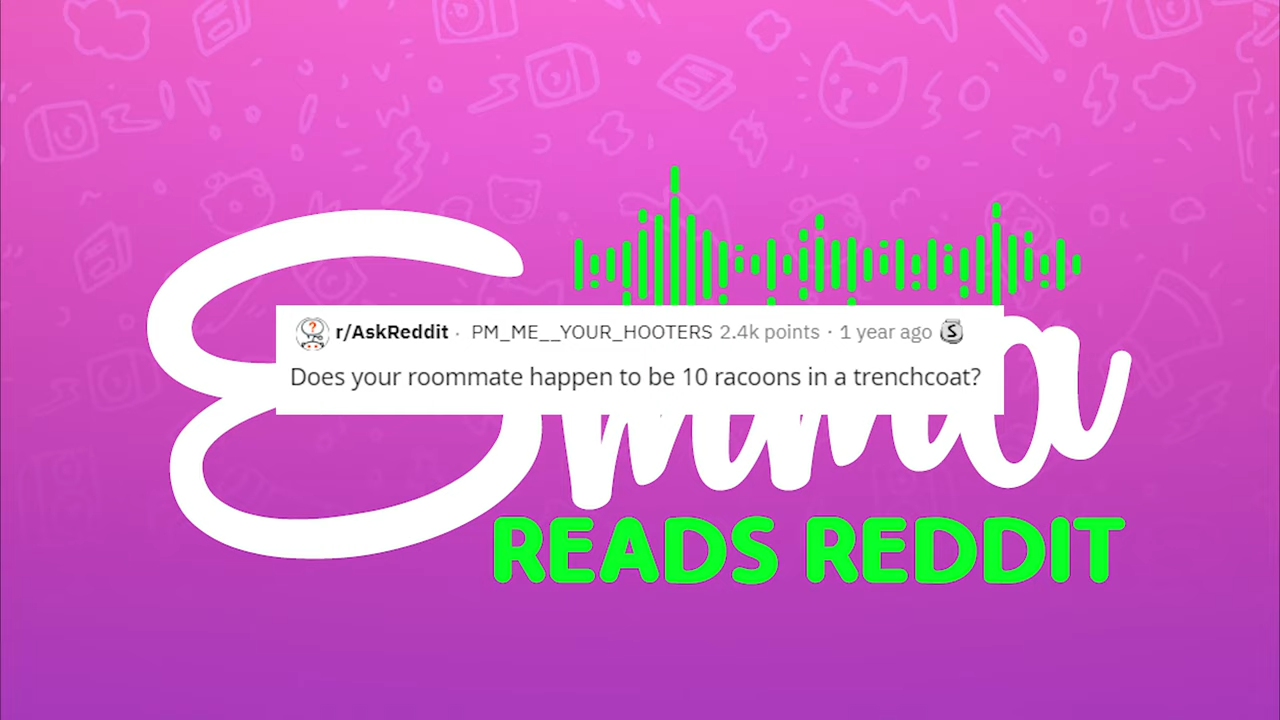 r/AskReddit · PM_ME__YOUR_HOOTERS 2.4k points · 1 year ago S
Does your roommate happen to be 10 racoons in a trenchcoat?
Emma
READS REDDIT